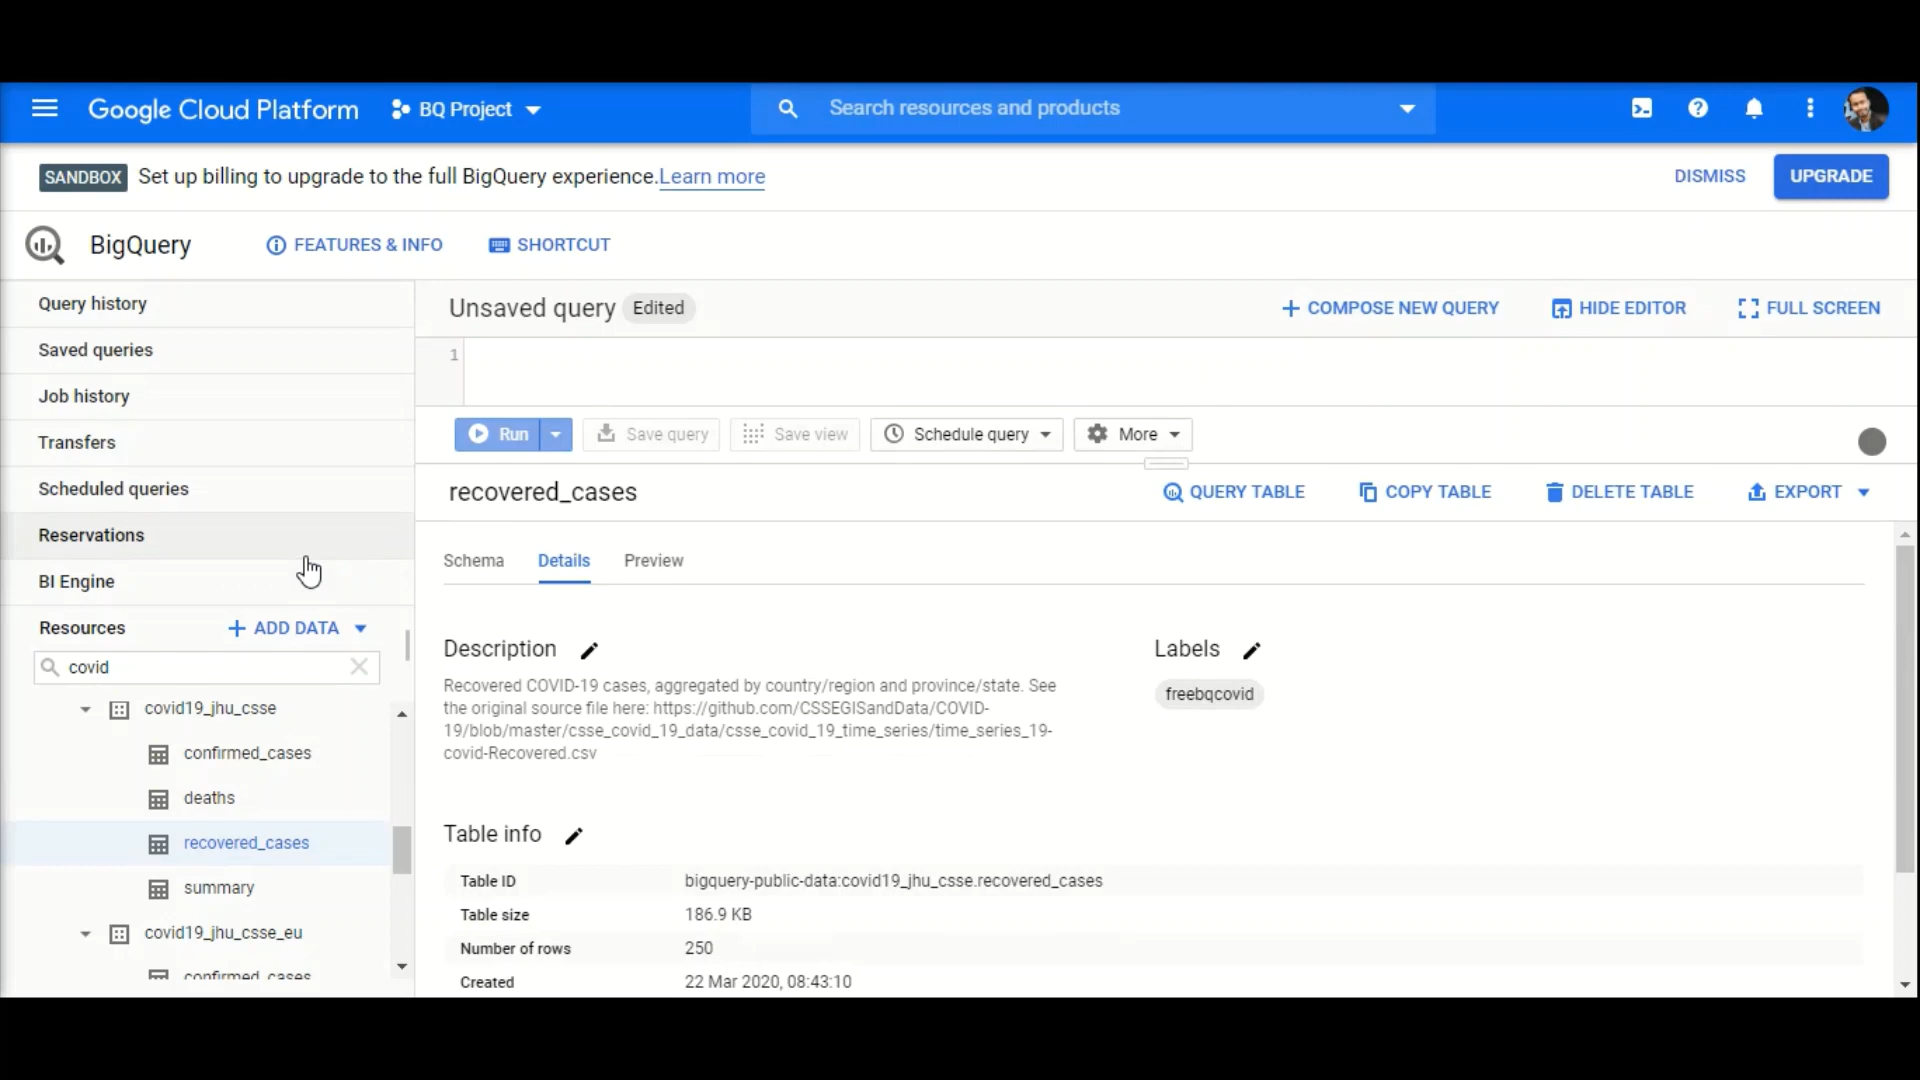 Google Cloud Platform BQ Project Search resources and products
SANDBOX Set up billing to upgrade to the full BigQuery experience. Learn more DISMISS UPGRADE
BigQuery FEATURES & INFO SHORTCUT
Query history
Saved queries
Job history
Transfers
Scheduled queries
Reservations
BI Engine
Resources + ADD DATA
covid
covid19_jhu_csse
confirmed_cases
deaths
recovered_cases
summary
covid19_jhu_csse_eu
confirmed_cases
Unsaved query Edited + COMPOSE NEW QUERY HIDE EDITOR FULL SCREEN
1
Run Save query Save view Schedule query More
recovered_cases QUERY TABLE COPY TABLE DELETE TABLE EXPORT
Schema Details Preview
Description
Recovered COVID-19 cases, aggregated by country/region and province/state. See
the original source file here: https://github.com/CSSEGISandData/COVID-
19/blob/master/csse_covid_19_data/csse_covid_19_time_series/time_series_19-
covid-Recovered.csv
Labels
freebqcovid
Table info
Table ID bigquery-public-data:covid19_jhu_csse.recovered_cases
Table size 186.9 KB
Number of rows 250
Created 22 Mar 2020, 08:43:10